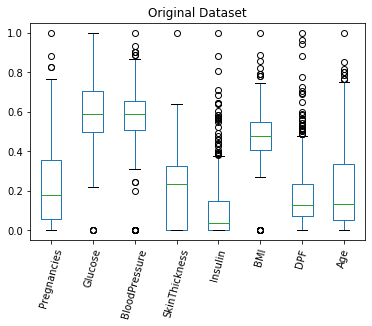 Original Dataset
1.0
0.8
0.6
0.4
0.2
0.0
Pregnancies
Glucose
BloodPressure
SkinThickness
Insulin
BMI
DPF
Age